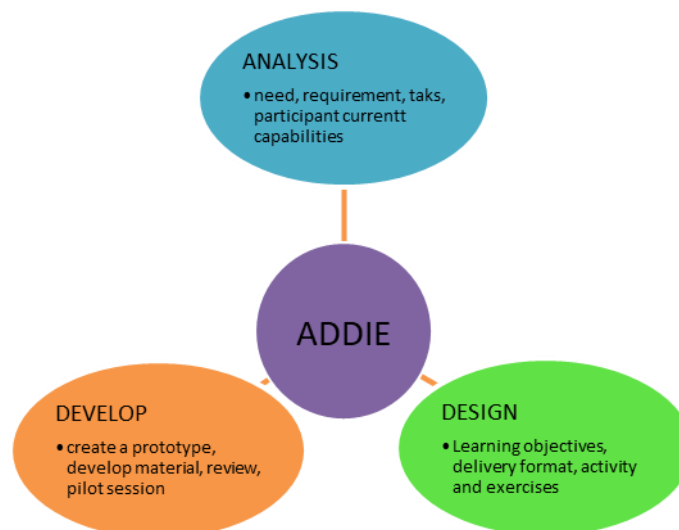 ANALYSIS
• need, requirement, taks,
participant currentt
capabilities
ADDIE
DEVELOP
• create a prototype,
develop material, review,
pilot session
DESIGN
• Learning objectives,
delivery format, activity
and exercises